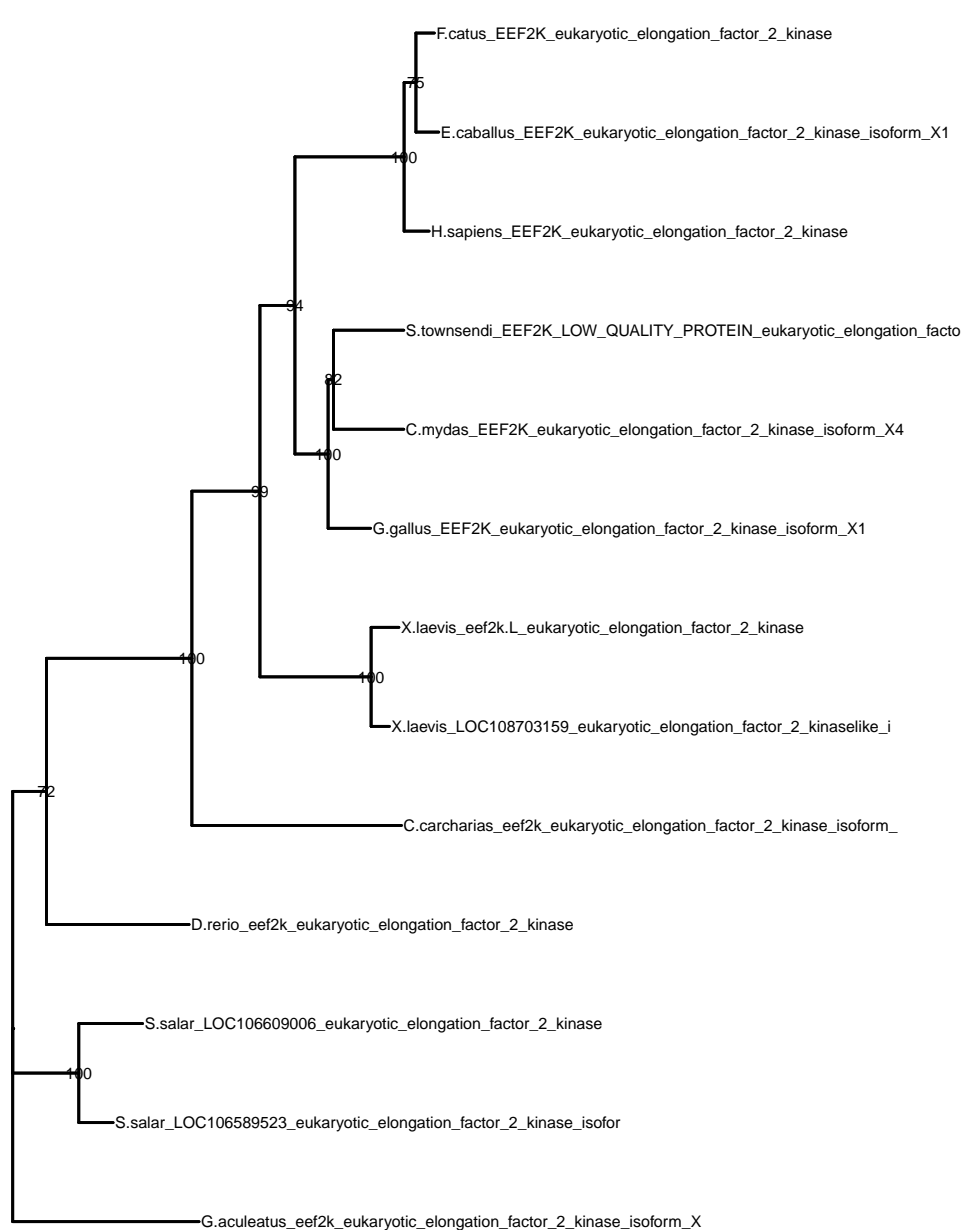 F.catus_EEF2K_eukaryotic_elongation_factor_2_kinase
75
E.caballus_EEF2K_eukaryotic_elongation_factor_2_kinase_isoform_X1
100
H.sapiens_EEF2K_eukaryotic_elongation_factor_2_kinase
94
S.townsendi_EEF2K_LOW_QUALITY_PROTEIN_eukaryotic_elongation_facto
82
C.mydas_EEF2K_eukaryotic_elongation_factor_2_kinase_isoform_X4
100
99
G.gallus_EEF2K_eukaryotic_elongation_factor_2_kinase_isoform_X1
X.laevis_eef2k.L_eukaryotic_elongation_factor_2_kinase
100
100
X.laevis_LOC108703159_eukaryotic_elongation_factor_2_kinaselike_i
72
C.carcharias_eef2k_eukaryotic_elongation_factor_2_kinase_isoform_
D.rerio_eef2k_eukaryotic_elongation_factor_2_kinase
S.salar_LOC106609006_eukaryotic_elongation_factor_2_kinase
100
S.salar_LOC106589523_eukaryotic_elongation_factor_2_kinase_isofor
G.aculeatus_eef2k_eukaryotic_elongation_factor_2_kinase_isoform_X